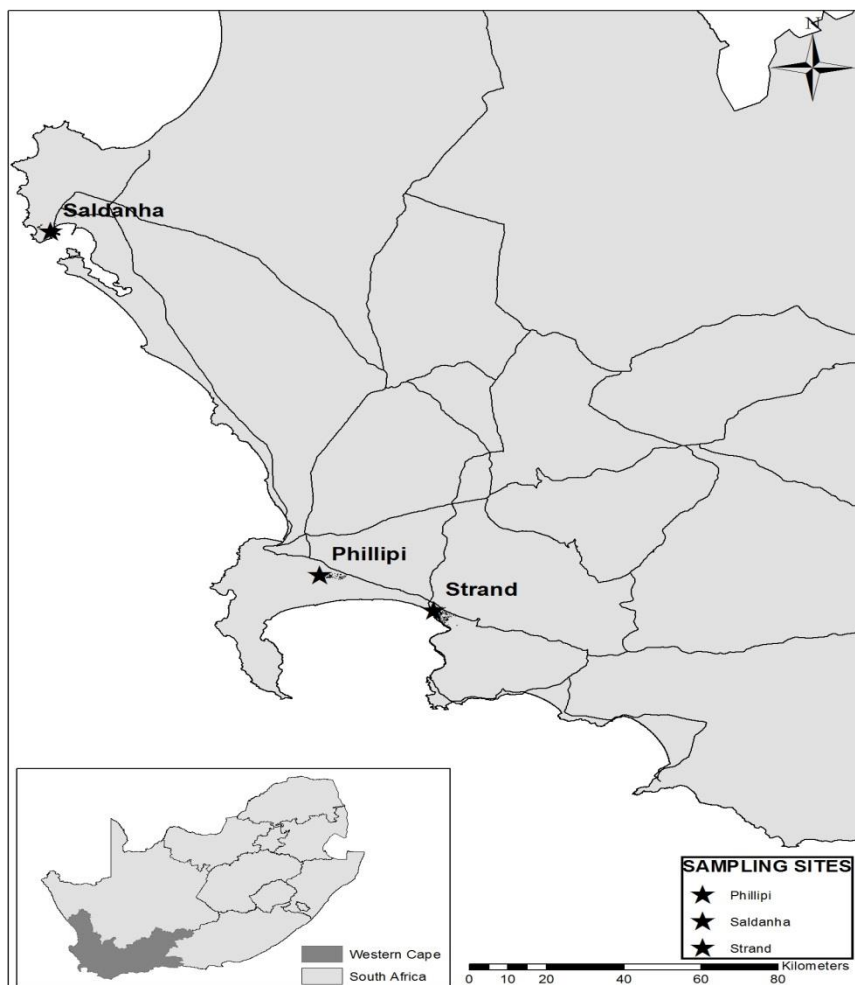 N
Saldanha
Phillipi
Strand
SAMPLING SITES
Phillipi
Saldanha
Strand
Western Cape
South Africa
Kilometers
0 10 20 40 60 80